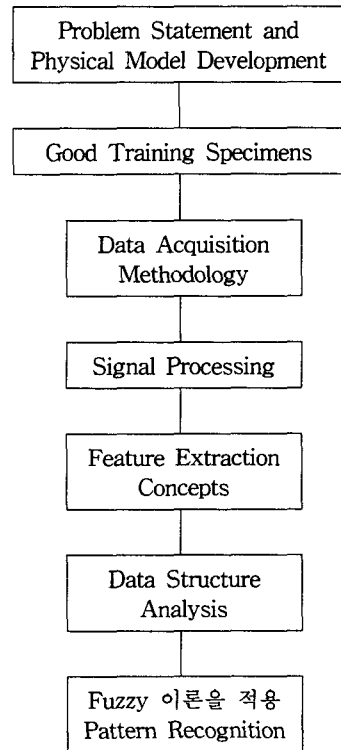 Problem Statement and
Physical Model Development
Good Training Specimens
Data Acquisition
Methodology
Signal Processing
Feature Extraction
Concepts
Data Structure
Analysis
Fuzzy 이론을 적용
Pattern Recognition